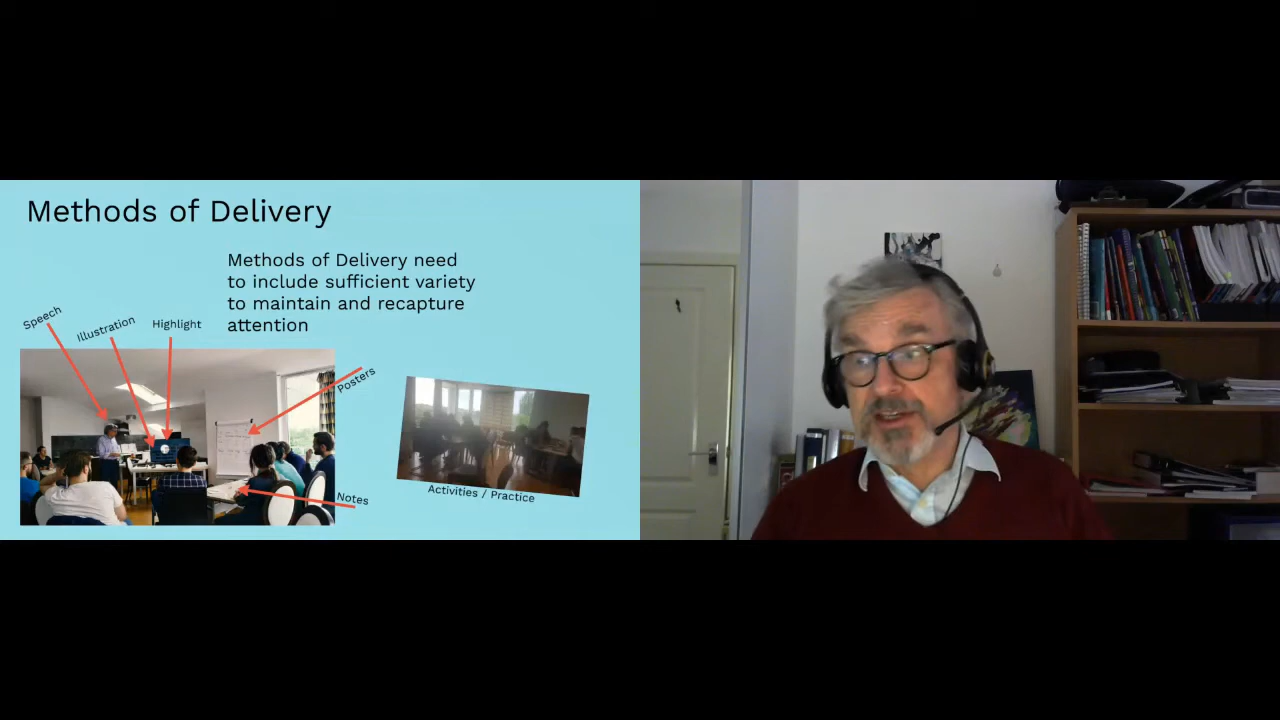 Methods of Delivery
Methods of Delivery need
to include sufficient variety
to maintain and recapture
attention
Speech
Illustration
Highlight
Posters
Notes
Activities / Practice